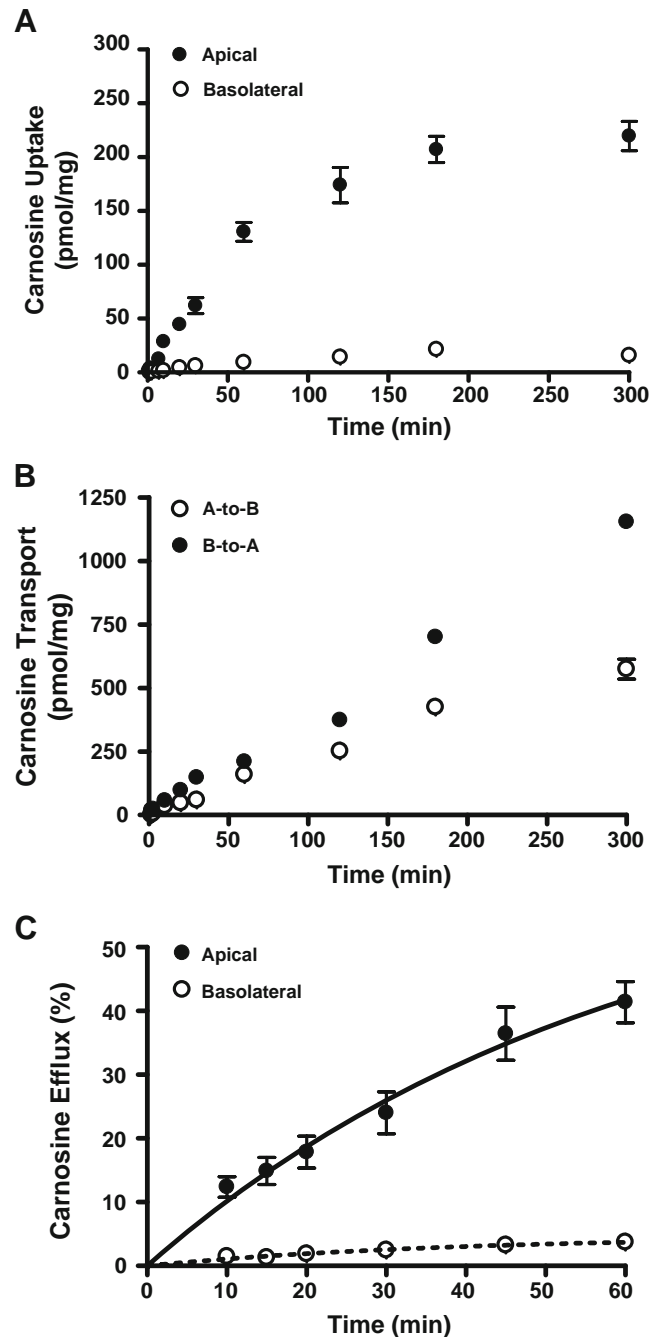 A
Apical
Basolateral
300
250
200
150
100
50
0
Carnosine Uptake
(pmol/mg)
0 50 100 150 200 250 300
Time (min)
B
A-to-B
B-to-A
1250
1000
750
500
250
0
Carnosine Transport
(pmol/mg)
0 50 100 150 200 250 300
Time (min)
C
Apical
Basolateral
50
40
30
20
10
0
Carnosine Efflux (%)
0 10 20 30 40 50 60
Time (min)